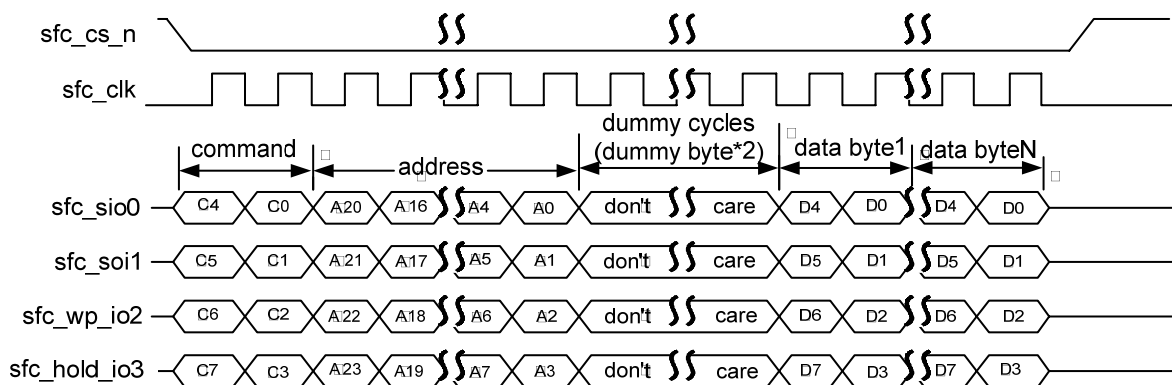 sfc_cs_n
sfc_clk
dummy cycles
command address (dummy byte*2) data byte1 data byteN
sfc_sio0 C4 C0 A20 A16 A4 A0 don't care D4 D0 D4 D0
sfc_soi1 C5 C1 A21 A17 A5 A1 don't care D5 D1 D5 D1
sfc_wp_io2 C6 C2 A22 A18 A6 A2 don't care D6 D2 D6 D2
sfc_hold_io3 C7 C3 A23 A19 A7 A3 don't care D7 D3 D7 D3